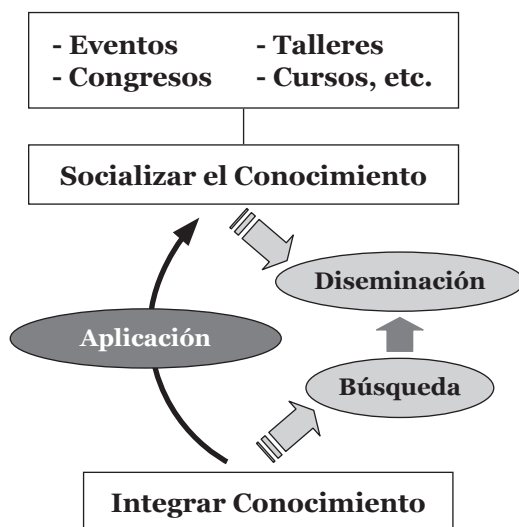 - Eventos - Talleres
- Congresos - Cursos, etc.
Socializar el Conocimiento
Diseminación
Aplicación
Búsqueda
Integrar Conocimiento